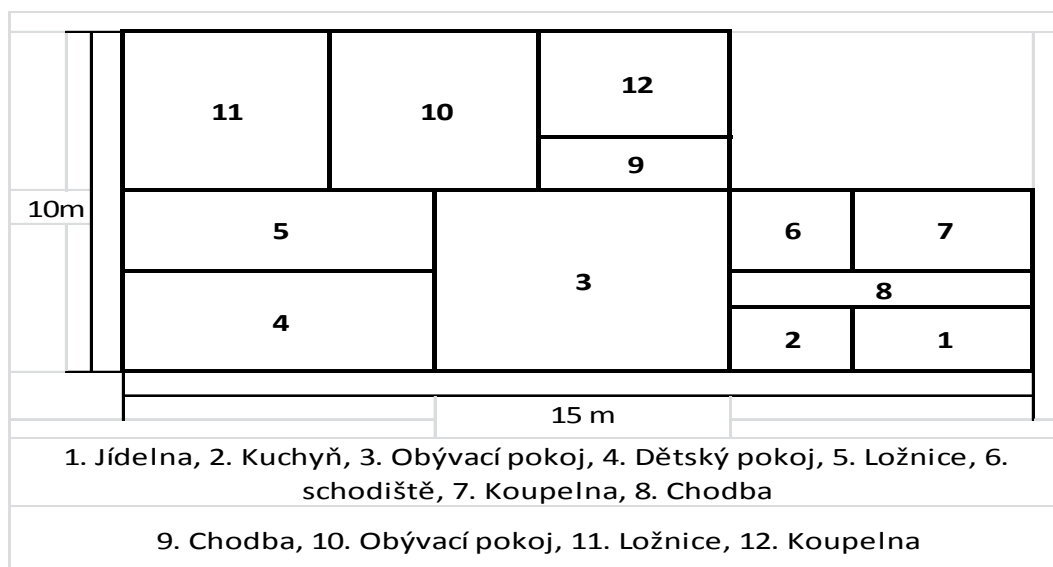 11
10
12
9
10m
5
6
7
3
8
4
2
1
15 m
1. Jídelna, 2. Kuchyň, 3. Obývací pokoj, 4. Dětský pokoj, 5. Ložnice, 6.
schodiště, 7. Koupelna, 8. Chodba
9. Chodba, 10. Obývací pokoj, 11. Ložnice, 12. Koupelna